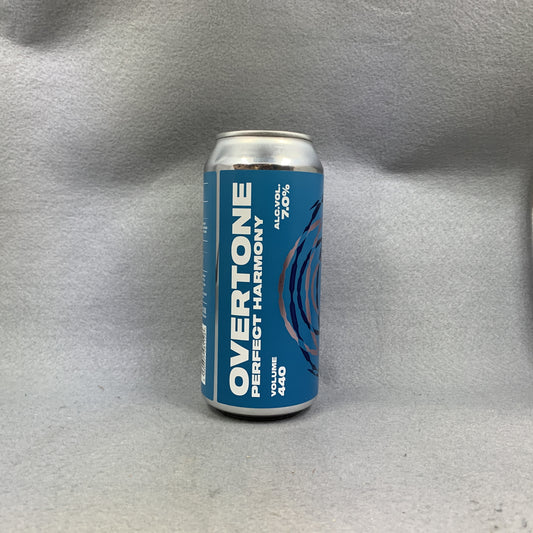 OVERTONE
PERFECT HARMONY
VOLUME
440
ALC.VOL.
7.0%